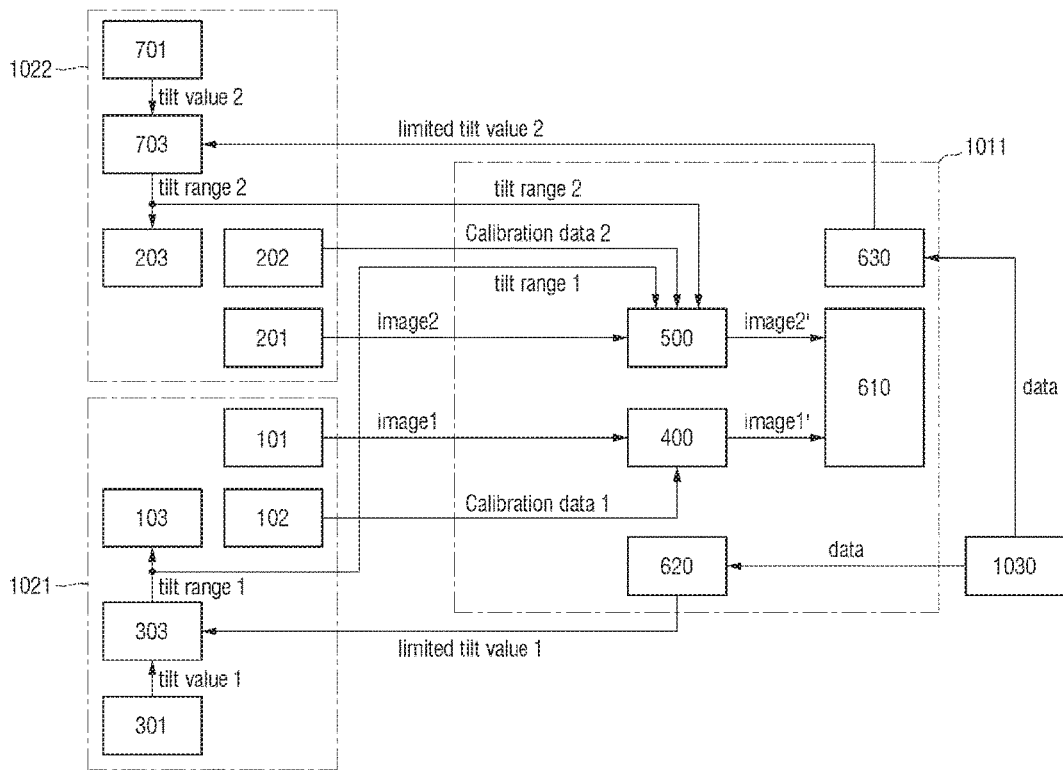 701
1022
tilt value 2
703
limited tilt value 2
1011
tilt range 2
tilt range 2
203
202
Calibration data 2
630
tilt range 1
201
image2
500
image2'
610
data
101
image1
400
image1'
103
102
Calibration data 1
1021
tilt range 1
620
data
1030
303
limited tilt value 1
tilt value 1
301